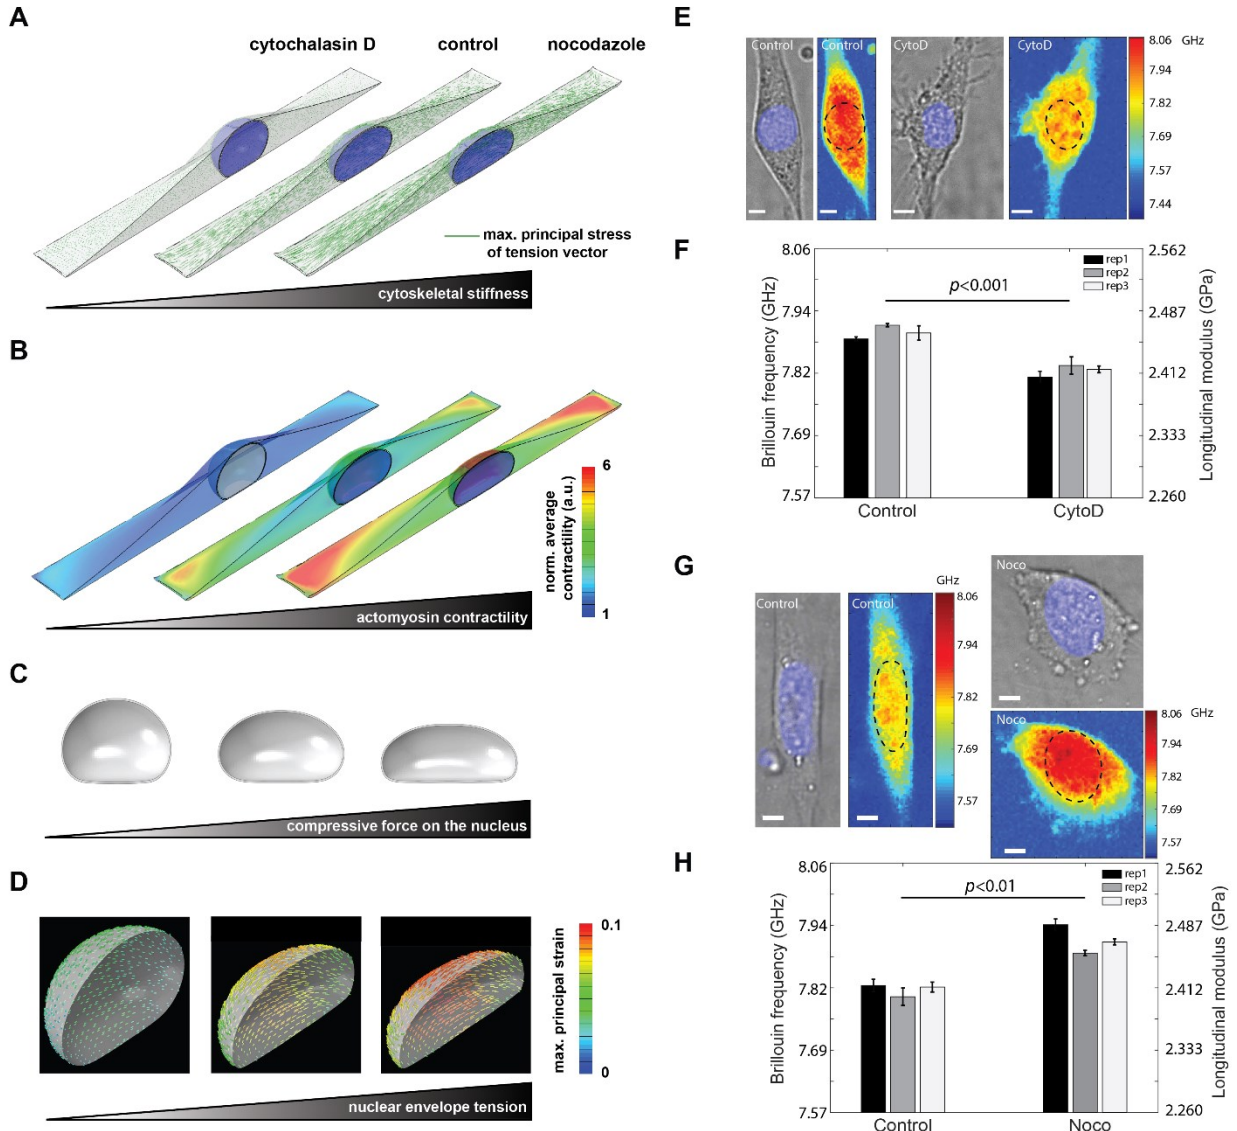 A
cytochalasin D
control
nocodazole
max. principal stress
of tension vector
cytoskeletal stiffness
B
6
norm. average
contractility (a.u.)
1
actomyosin contractility
C
compressive force on the nucleus
D
0.1
max. principal strain
0
nuclear envelope tension
E
Control
Control
CytoD
CytoD
8.06 GHz
7.94
7.82
7.69
7.57
7.44
F
8.06
7.94
7.82
7.69
7.57
Brillouin frequency (GHz)
p<0.001
rep1
rep2
rep3
2.562
2.487
2.412
2.333
2.260
Longitudinal modulus (GPa)
Control
CytoD
G
Control
Control
GHz
8.06
7.94
7.82
7.69
7.57
Noco
Noco
8.06 GHz
7.94
7.82
7.69
7.57
H
8.06
7.94
7.82
7.69
7.57
Brillouin frequency (GHz)
p<0.01
rep1
rep2
rep3
2.562
2.487
2.412
2.333
2.260
Longitudinal modulus (GPa)
Control
Noco